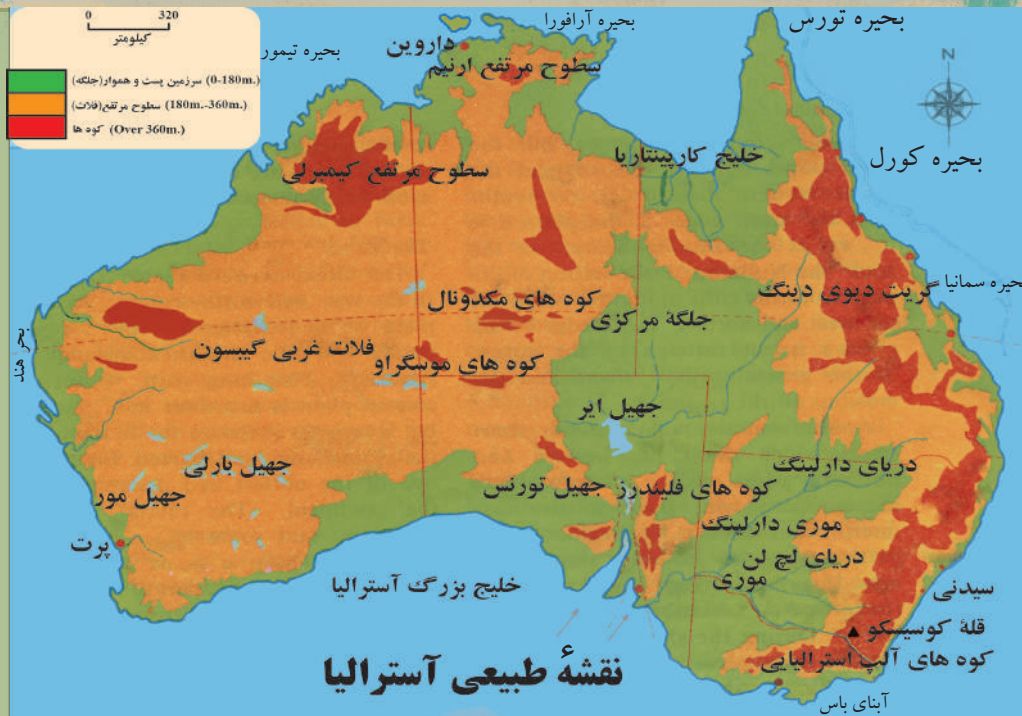 0 320
کیلومتر
سرزمین پست و هموار(جلگه) (0-180m.)
سطوح مرتفع(فلات) (180m.-360m.)
کوه ها (Over 360m.)
بحیره تیمور
داروین
بحیره آرافورا
بحیره تورس
سطوح مرتفع ارنیم
N
خلیج کارپینتاریا
بحیره کورل
سطوح مرتفع کیمبرلی
گریت دیوی دینگ
بحیره سمانیا
کوه های مکدونال
جلگهٔ مرکزی
بحر هند
فلات غربی گیبسون
کوه های موسگراو
جهیل ایر
دریای دارلینگ
جهیل بارلی
جهیل مور
جهیل تورنس
کوه های فلیندرز
موری دارلینگ
پرت
دریای لچ لن
موری
خلیج بزرگ آسترالیا
سیدنی
قلهٔ کوسیسکو
کوه های آلپ استرالیایی
نقشهٔ طبیعی آسترالیا
آبنای باس